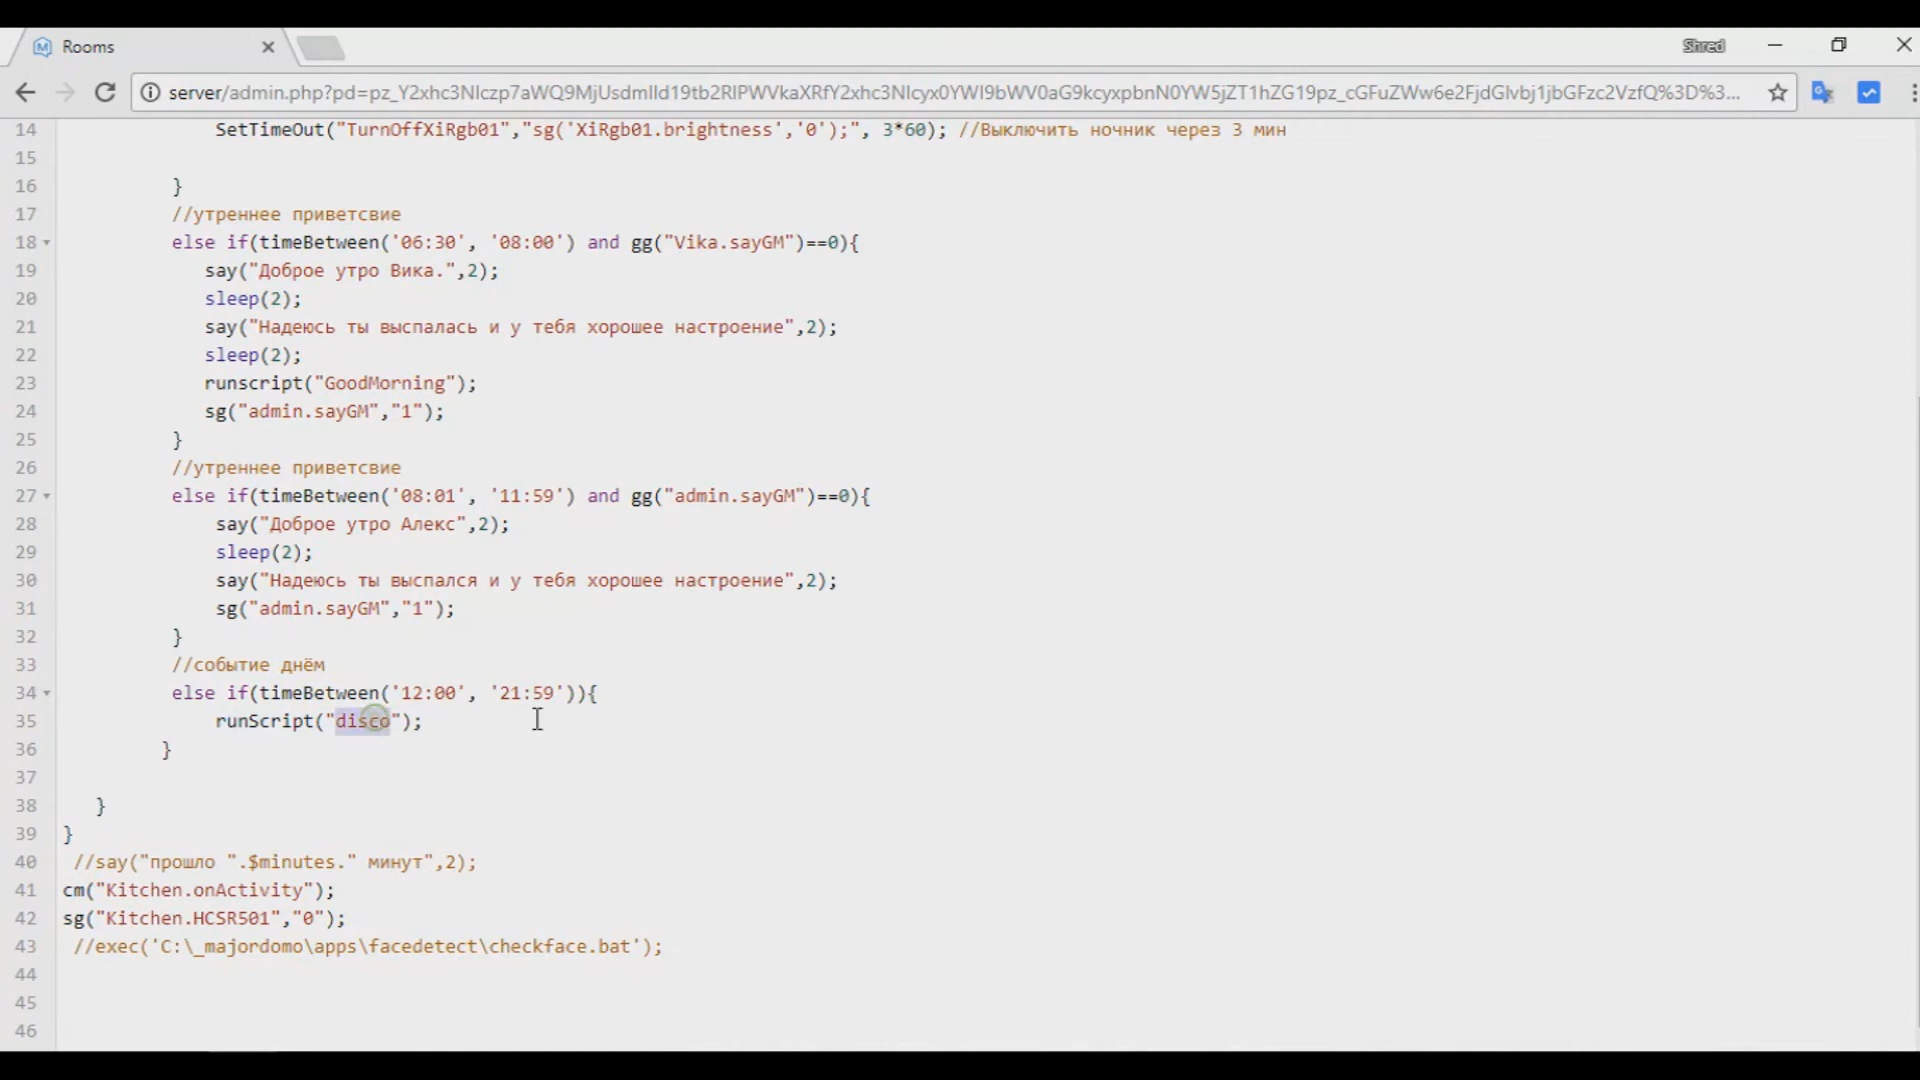 Rooms
Shred
server/admin.php?pd=pz_Y2xhc3NlczpzaWQ9MjUsdmlld19tb2RlPWVkaXRfY2xhc3Nlcyx0YWI9bWV0aG9kcyxpbnN0YW5jZT1hZG19pz_cGFuZWw6e2FjdGlvbj1jbGFzc2VzfQ%3D%3...
14 SetTimeOut("TurnOffXiRgb01","sg('XiRgb01.brightness','0');", 3*60); //Выключить ночник через 3 мин
15
16 }
17 //утреннее приветсвие
18 else if(timeBetween('06:30', '08:00') and gg("Vika.sayGM")==0){
19 say("Доброе утро Вика.",2);
20 sleep(2);
21 say("Надеюсь ты выспалась и у тебя хорошее настроение",2);
22 sleep(2);
23 runscript("GoodMorning");
24 sg("admin.sayGM","1");
25 }
26 //утреннее приветсвие
27 else if(timeBetween('08:01', '11:59') and gg("admin.sayGM")==0){
28 say("Доброе утро Алекс",2);
29 sleep(2);
30 say("Надеюсь ты выспался и у тебя хорошее настроение",2);
31 sg("admin.sayGM","1");
32 }
33 //событие днём
34 else if(timeBetween('12:00', '21:59')){
35 runScript("disco");
36 }
37
38 }
39 }
40 //say("прошло ".$minutes." минут",2);
41 cm("Kitchen.onActivity");
42 sg("Kitchen.HCSR501","0");
43 //exec('C:\_majordomo\apps\facedetect\checkface.bat');
44
45
46